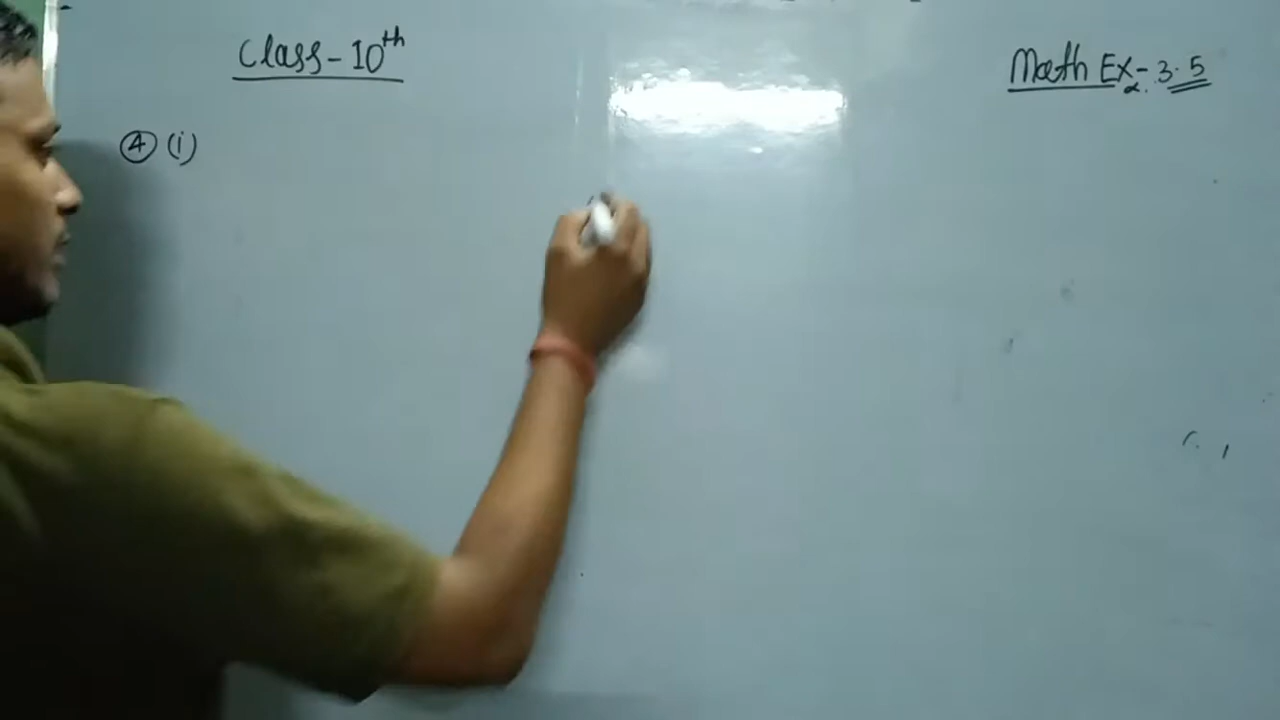 Class-10th
Math Ex-3.5
④ (i)